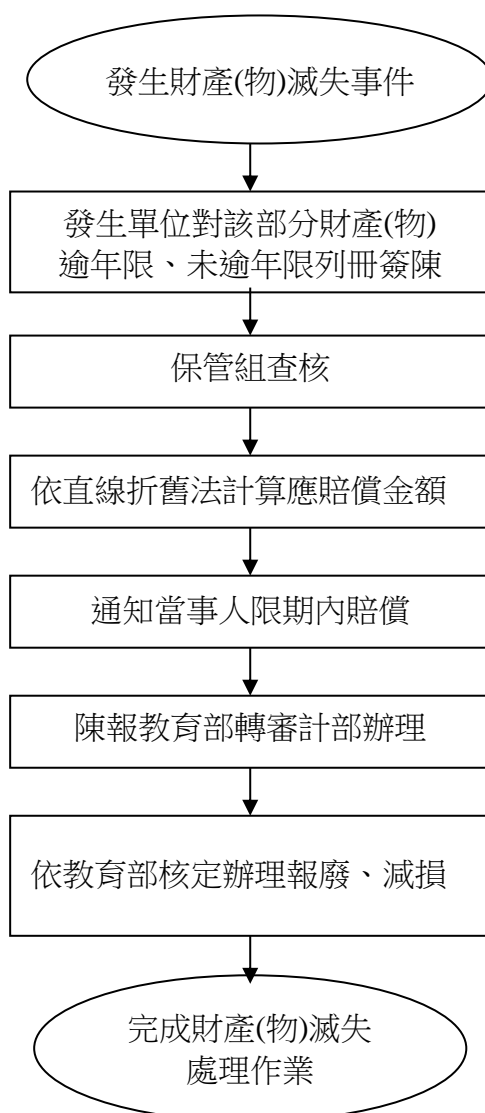 發生財產(物)滅失事件
發生單位對該部分財產(物)
逾年限、未逾年限列冊簽陳
保管組查核
依直線折舊法計算應賠償金額
通知當事人限期內賠償
陳報教育部轉審計部辦理
依教育部核定辦理報廢、減損
完成財產(物)滅失
處理作業